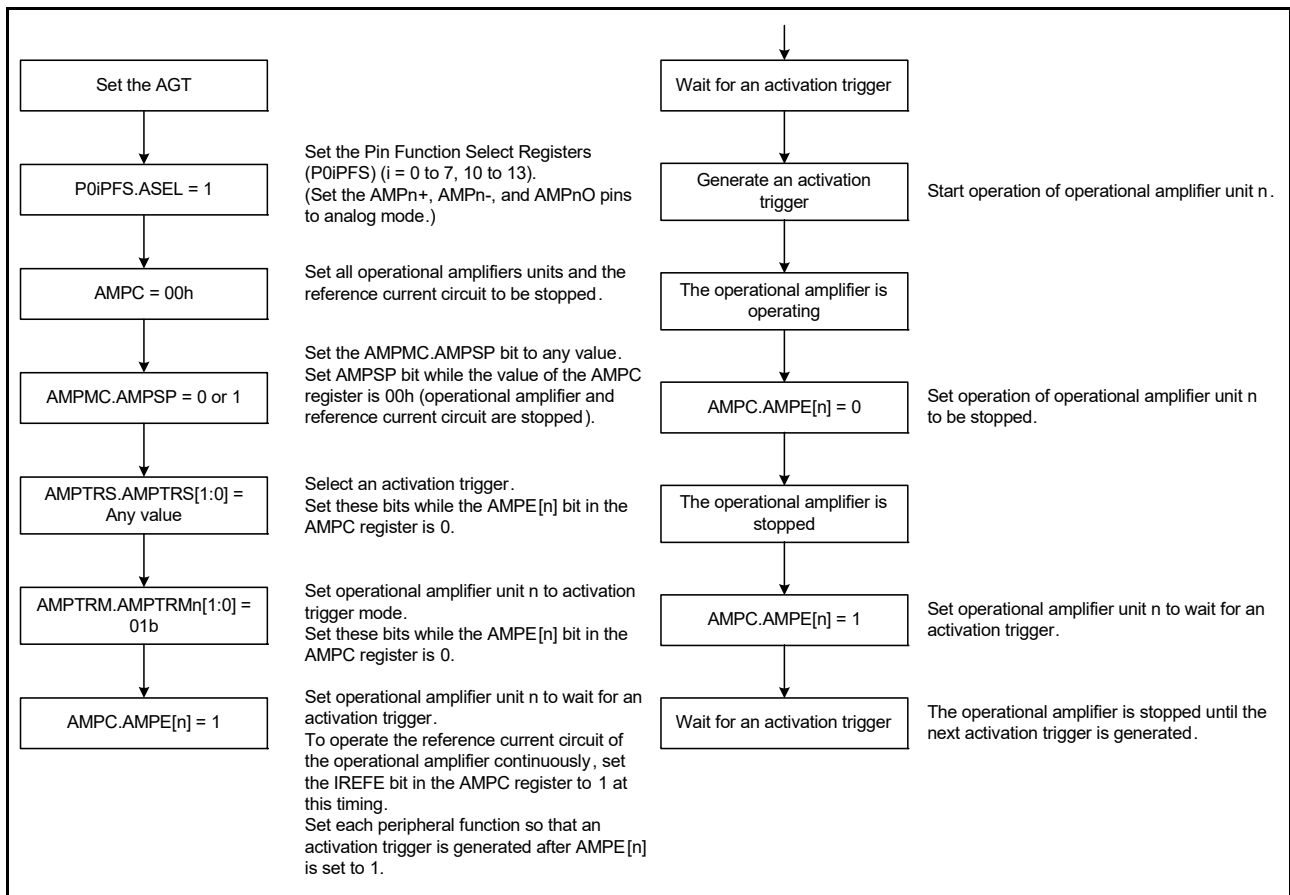 Set the AGT
P0iPFS.ASEL = 1
Set the Pin Function Select Registers
(P0iPFS) (i = 0 to 7, 10 to 13).
(Set the AMPn+, AMPn-, and AMPnO pins
to analog mode.)
AMPC = 00h
Set all operational amplifiers units and the
reference current circuit to be stopped.
AMPMC.AMPSP = 0 or 1
Set the AMPMC.AMPSP bit to any value.
Set AMPSP bit while the value of the AMPC
register is 00h (operational amplifier and
reference current circuit are stopped).
AMPTRS.AMPTRS[1:0] =
Any value
Select an activation trigger.
Set these bits while the AMPE[n] bit in the
AMPC register is 0.
AMPTRM.AMPTRMn[1:0] =
01b
Set operational amplifier unit n to activation
trigger mode.
Set these bits while the AMPE[n] bit in the
AMPC register is 0.
AMPC.AMPE[n] = 1
Set operational amplifier unit n to wait for an
activation trigger.
To operate the reference current circuit of
the operational amplifier continuously, set
the IREFE bit in the AMPC register to 1 at
this timing.
Set each peripheral function so that an
activation trigger is generated after AMPE[n]
is set to 1.
Wait for an activation trigger
Generate an activation
trigger
Start operation of operational amplifier unit n.
The operational amplifier is
operating
AMPC.AMPE[n] = 0
Set operation of operational amplifier unit n
to be stopped.
The operational amplifier is
stopped
AMPC.AMPE[n] = 1
Set operational amplifier unit n to wait for an
activation trigger.
Wait for an activation trigger
The operational amplifier is stopped until the
next activation trigger is generated.